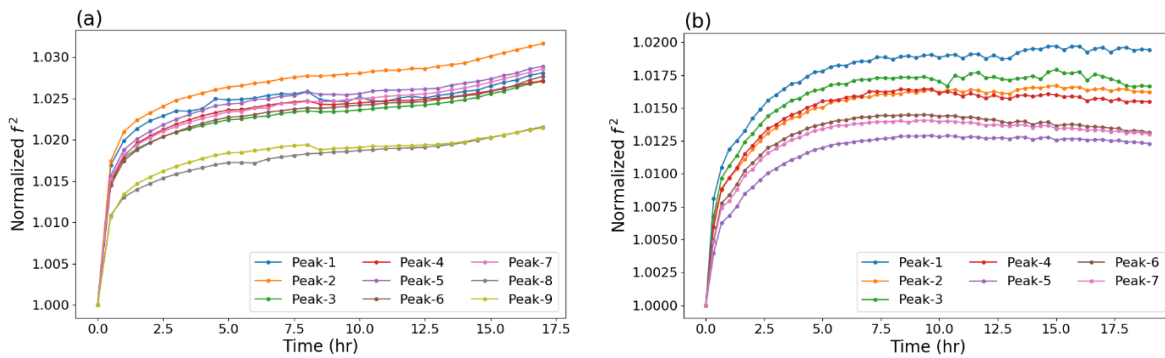 (a)
Normalized f²
1.030
1.025
1.020
1.015
1.010
1.005
1.000
Peak-1 Peak-4 Peak-7
Peak-2 Peak-5 Peak-8
Peak-3 Peak-6 Peak-9
0.0 2.5 5.0 7.5 10.0 12.5 15.0 17.5
Time (hr)
(b)
Normalized f²
1.0200
1.0175
1.0150
1.0125
1.0100
1.0075
1.0050
1.0025
1.0000
Peak-1 Peak-4 Peak-6
Peak-2 Peak-5 Peak-7
Peak-3
0.0 2.5 5.0 7.5 10.0 12.5 15.0 17.5
Time (hr)